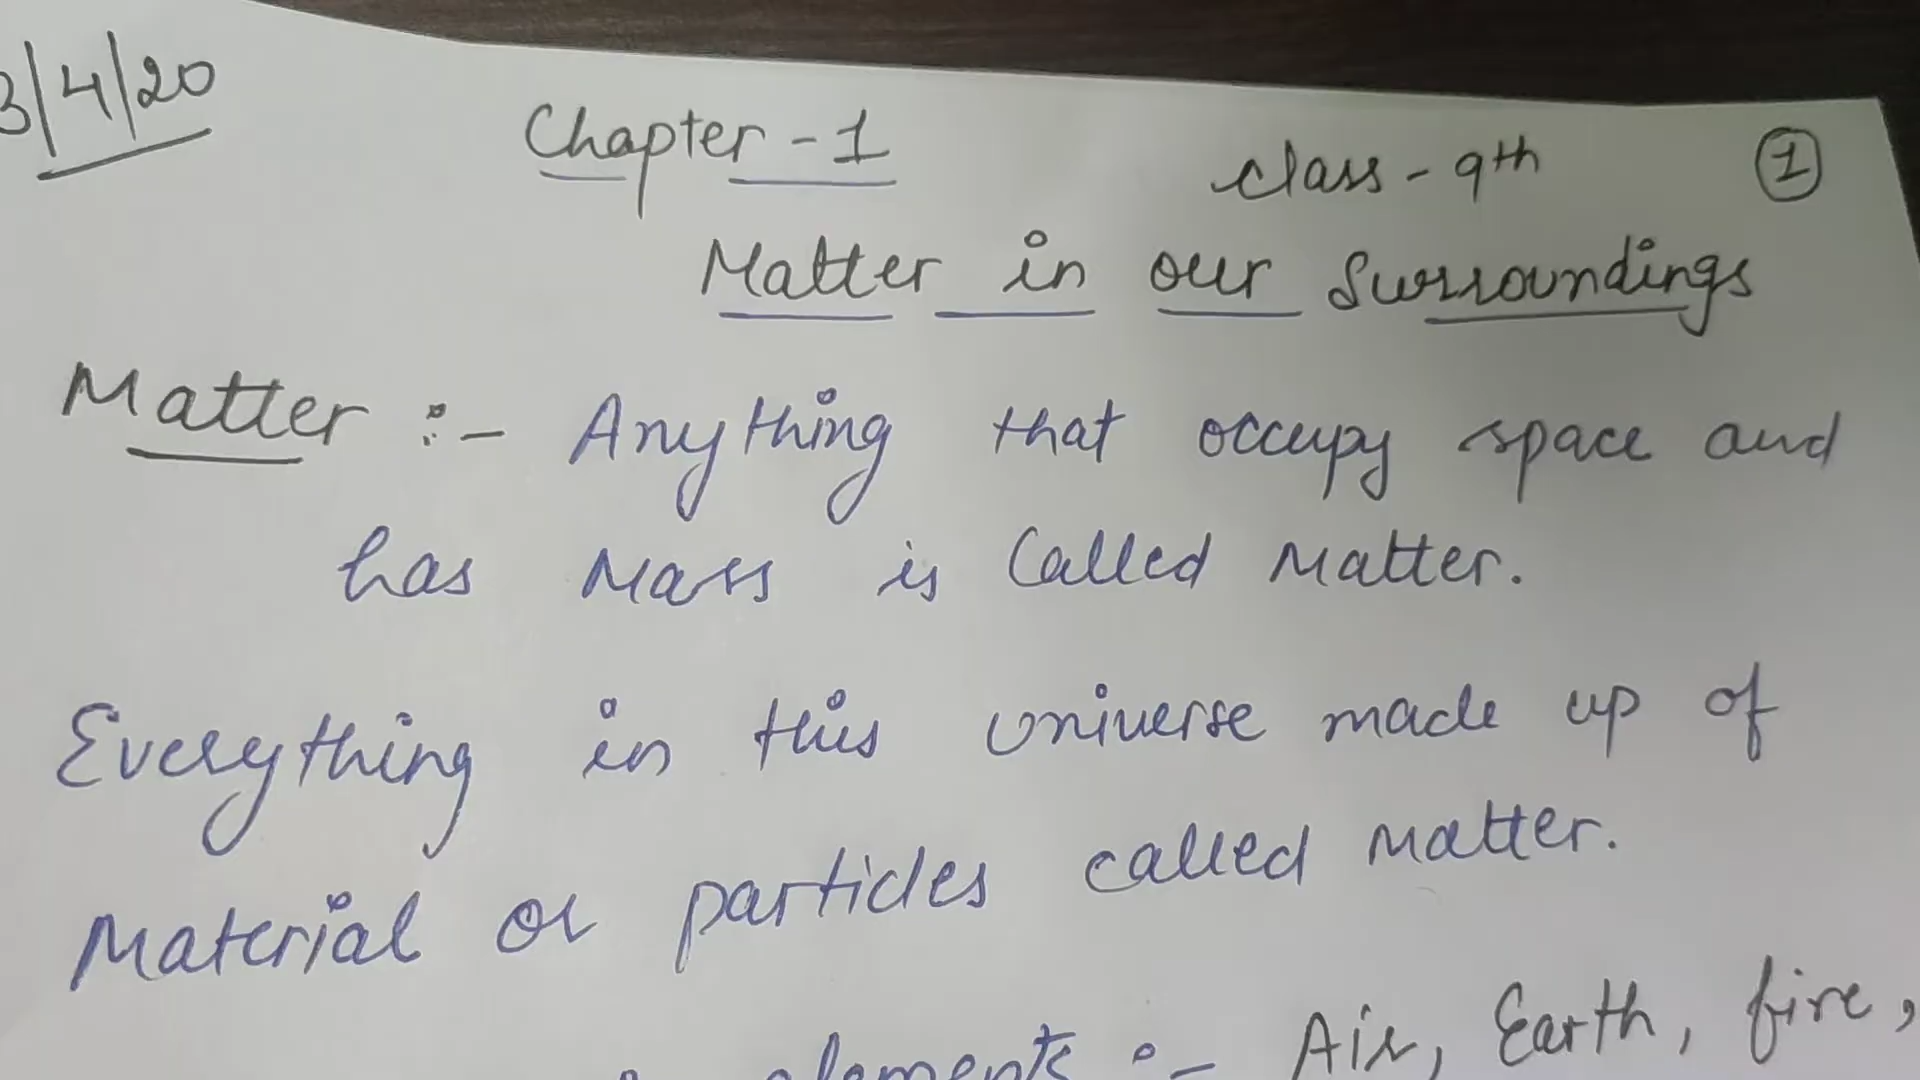 3/4/20
Chapter - 1
class - 9th
1
Matter in our Surroundings
Matter :- Anything that occupy space and
has Mass is Called Matter.
Everything in this Universe made up of
Material or particles called Matter.
elements :- Air, Earth, fire,